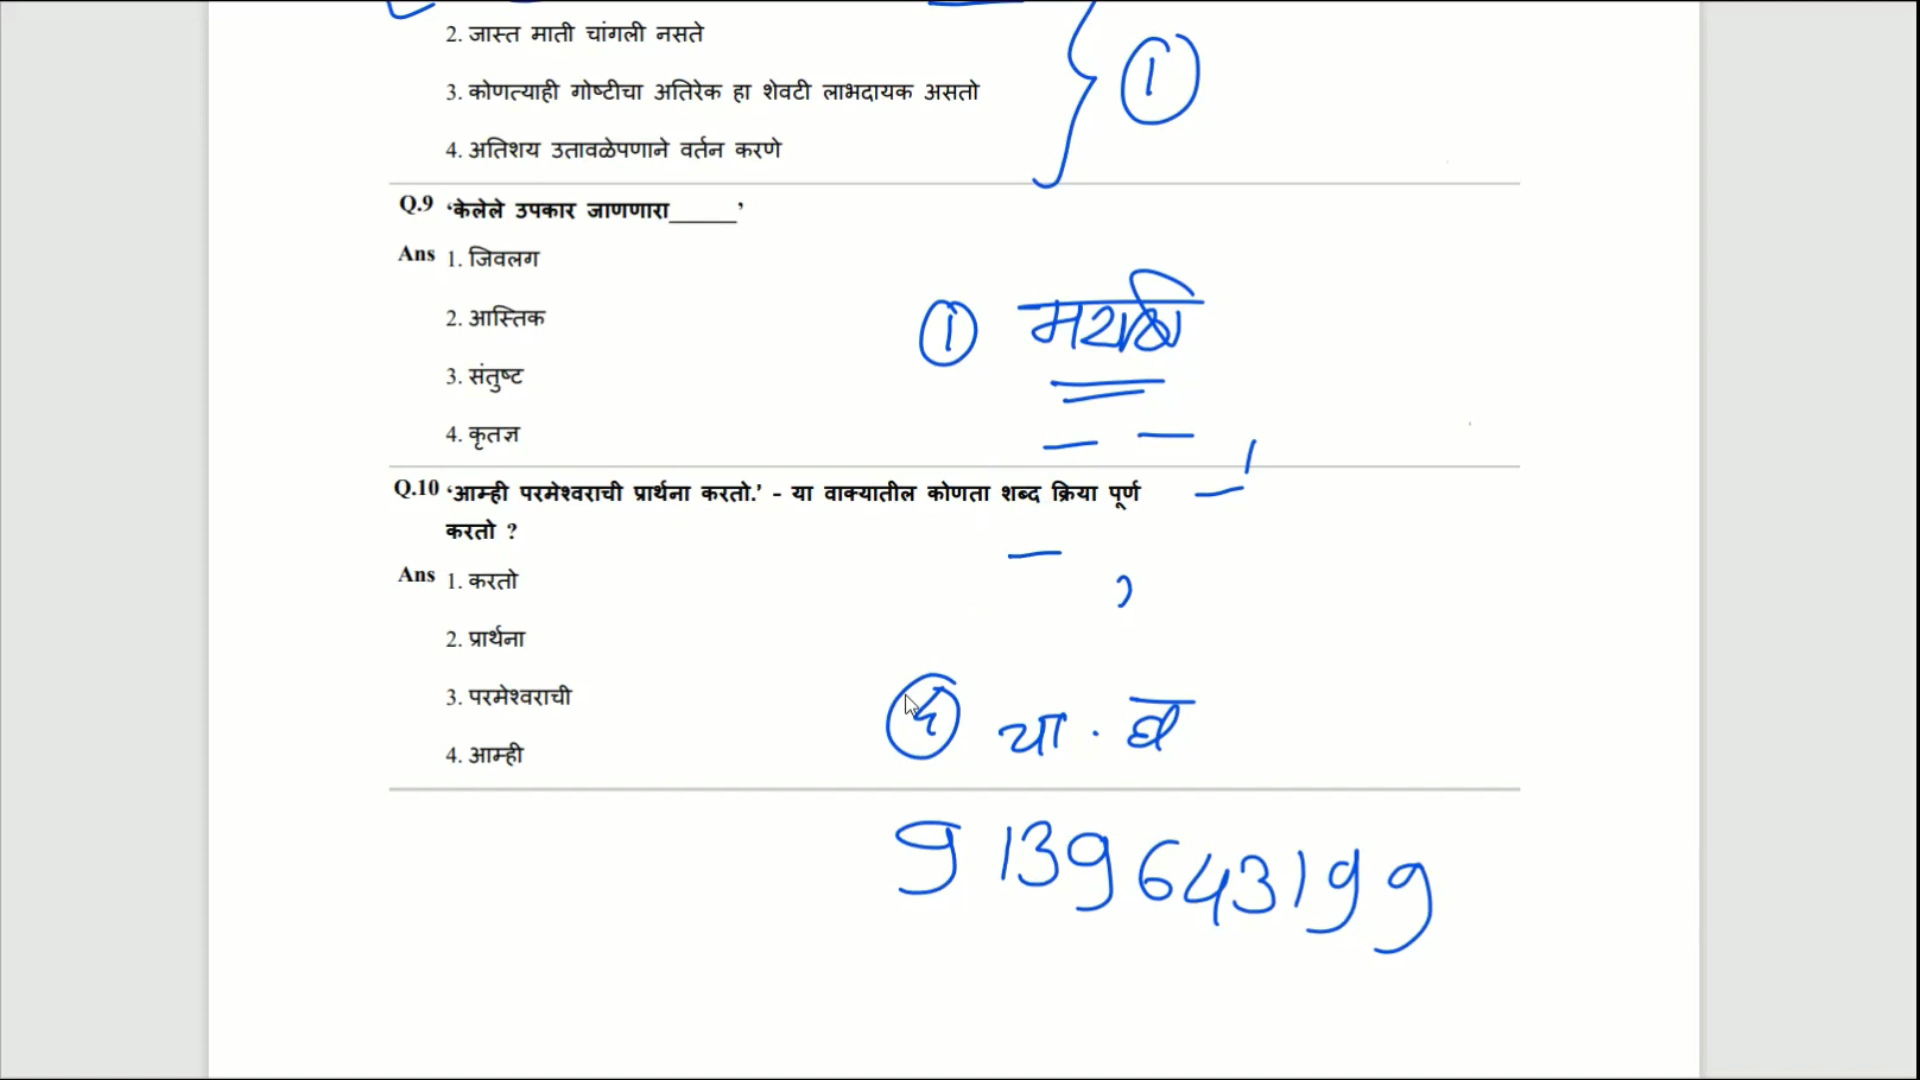 2. जास्त माती चांगली नसते
3. कोणत्याही गोष्टीचा अतिरेक हा शेवटी लाभदायक असतो
①
4. अतिशय उतावळेपणाने वर्तन करणे
Q.9 ‘केलेले उपकार जाणणारा______’
Ans 1. जिवलग
2. आस्तिक
① मराठी
3. संतुष्ट
4. कृतज्ञ
Q.10 ‘आम्ही परमेश्वराची प्रार्थना करतो.’ - या वाक्यातील कोणता शब्द क्रिया पूर्ण
करतो ?
Ans 1. करतो
2. प्रार्थना
3. परमेश्वराची
4. आम्ही
9139643199